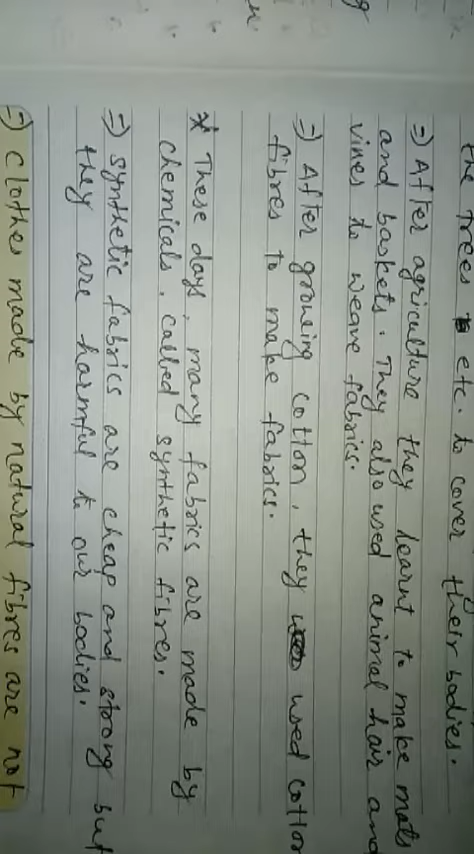 the trees etc. to cover their bodies.
=) After agriculture they learnt to make mats
and baskets. They also used animal hair and
vines to weave fabrics.
=) After growing cotton, they used cotton
fibres to make fabrics.
* These days, many fabrics are made by
chemicals, called synthetic fibres.
=) synthetic fabrics are cheap and strong but
they are harmful to our bodies.
=) clothes made by natural fibres are not